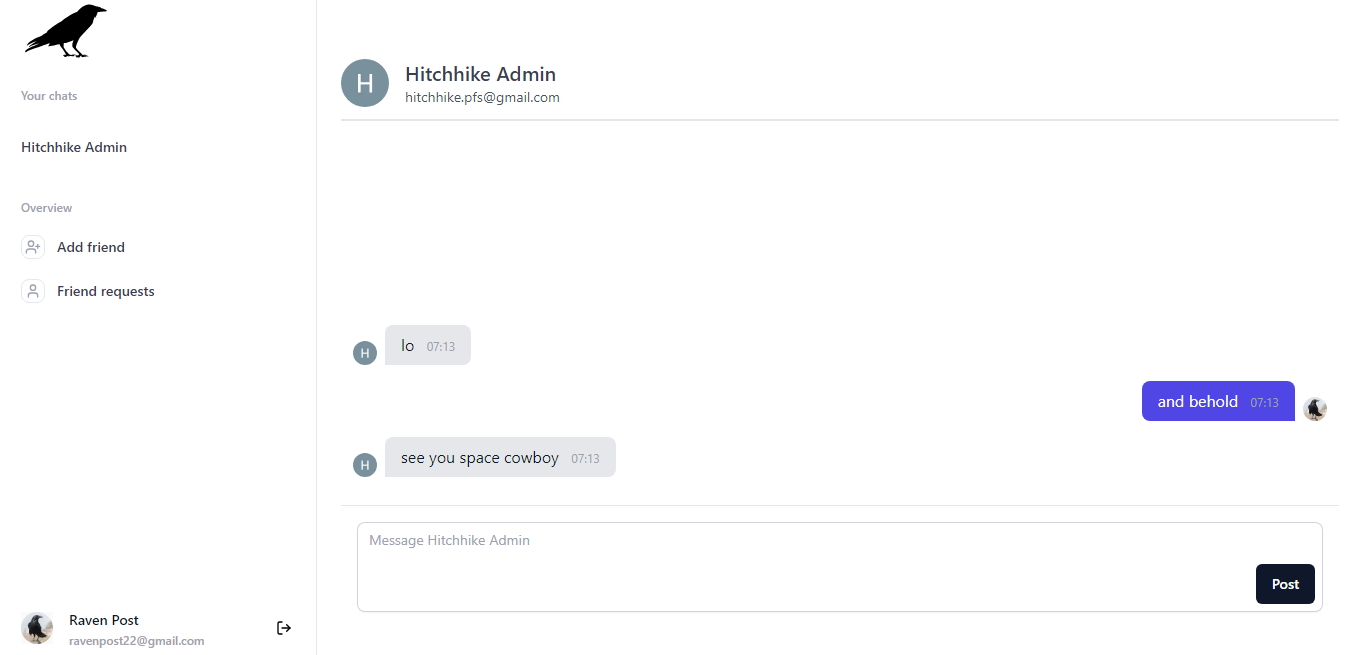 Your chats
Hitchhike Admin
Overview
Add friend
Friend requests
Raven Post
ravenpost22@gmail.com
H
Hitchhike Admin
hitchhike.pfs@gmail.com
H
lo 07:13
and behold 07:13
H
see you space cowboy 07:13
Message Hitchhike Admin
Post